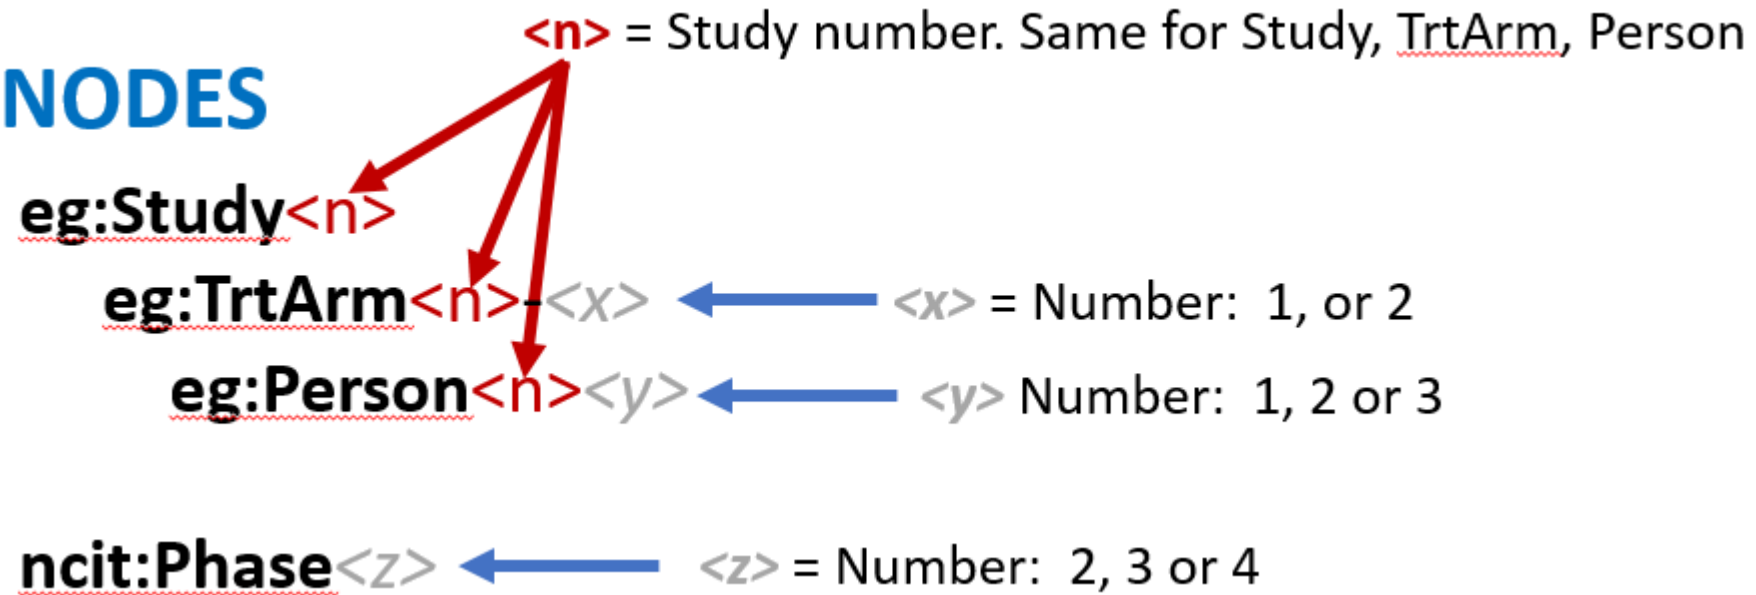 <n> = Study number. Same for Study, TrtArm, Person
NODES
eg:Study<n>
eg:TrtArm<n>-<x> <x> = Number: 1, or 2
eg:Person<n><y> <y> Number: 1, 2 or 3
ncit:Phase<z> <z> = Number: 2, 3 or 4